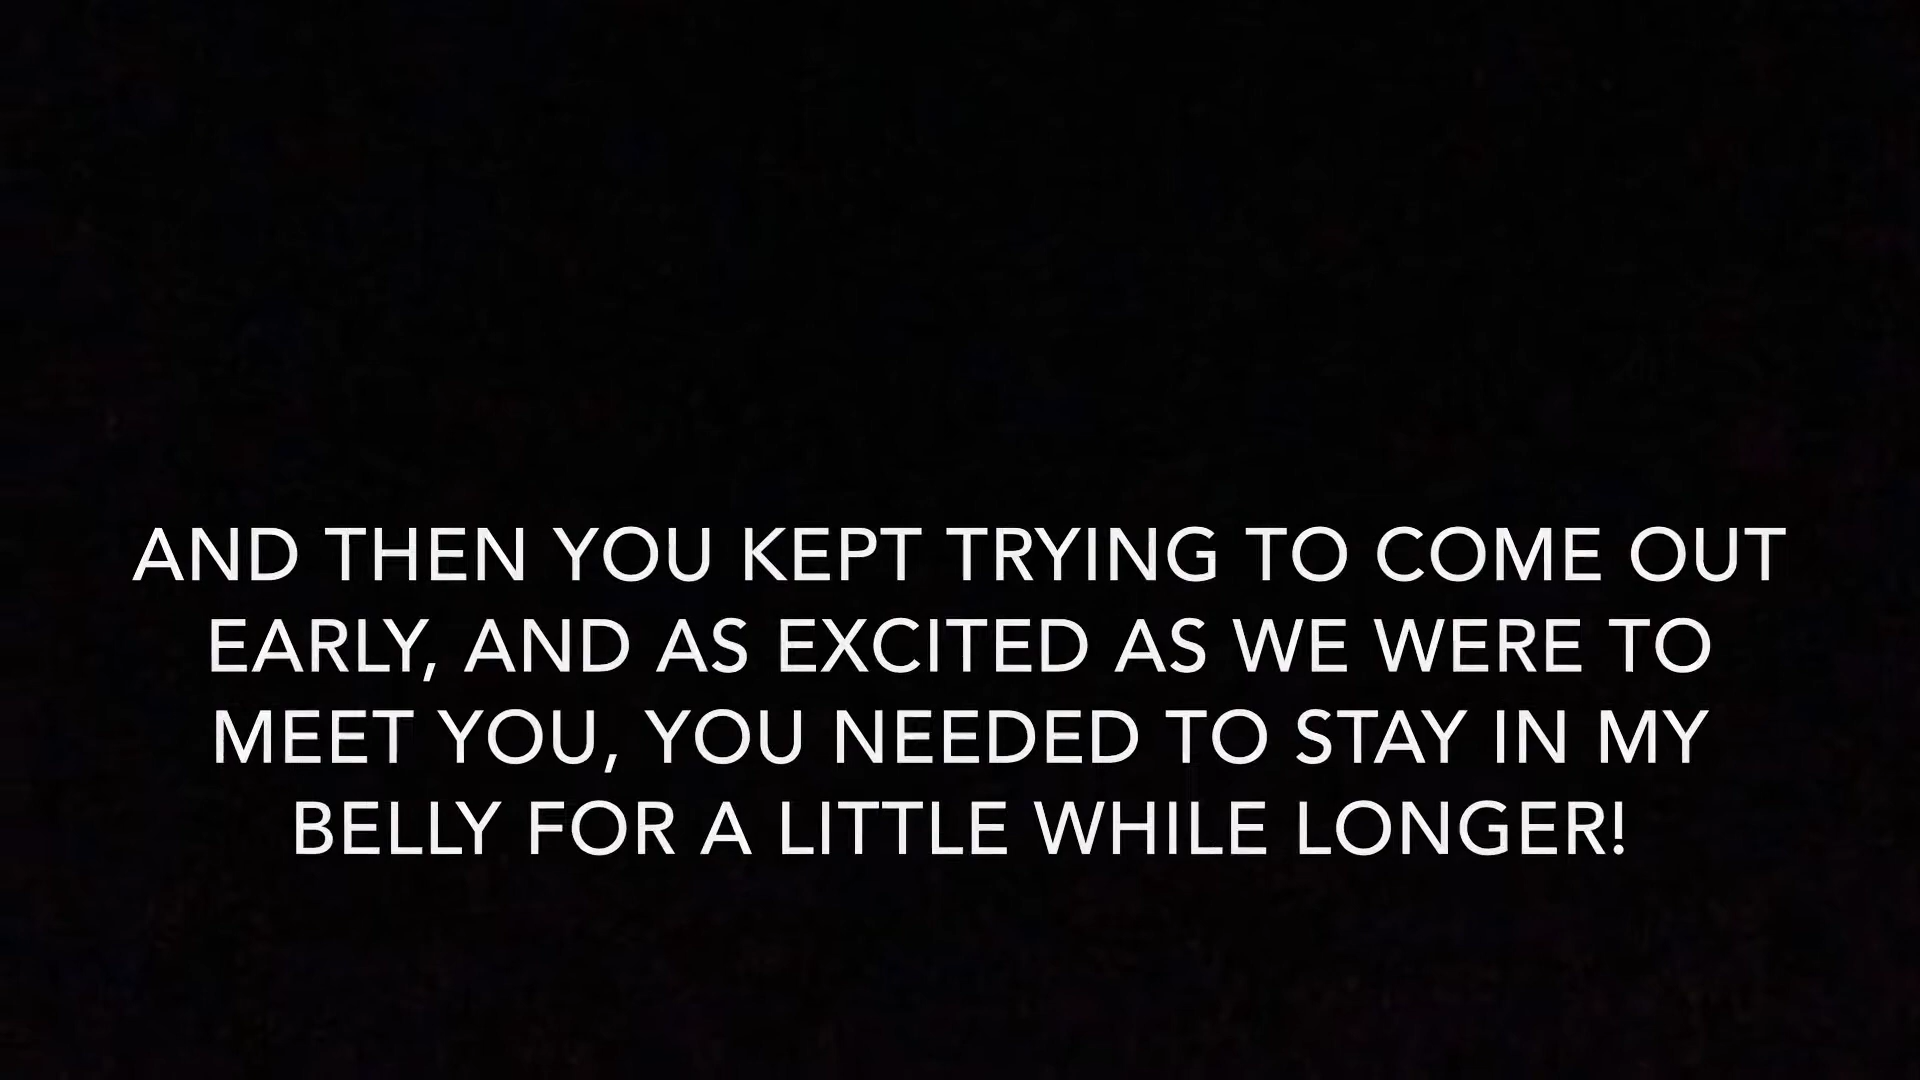 AND THEN YOU KEPT TRYING TO COME OUT
EARLY, AND AS EXCITED AS WE WERE TO
MEET YOU, YOU NEEDED TO STAY IN MY
BELLY FOR A LITTLE WHILE LONGER!